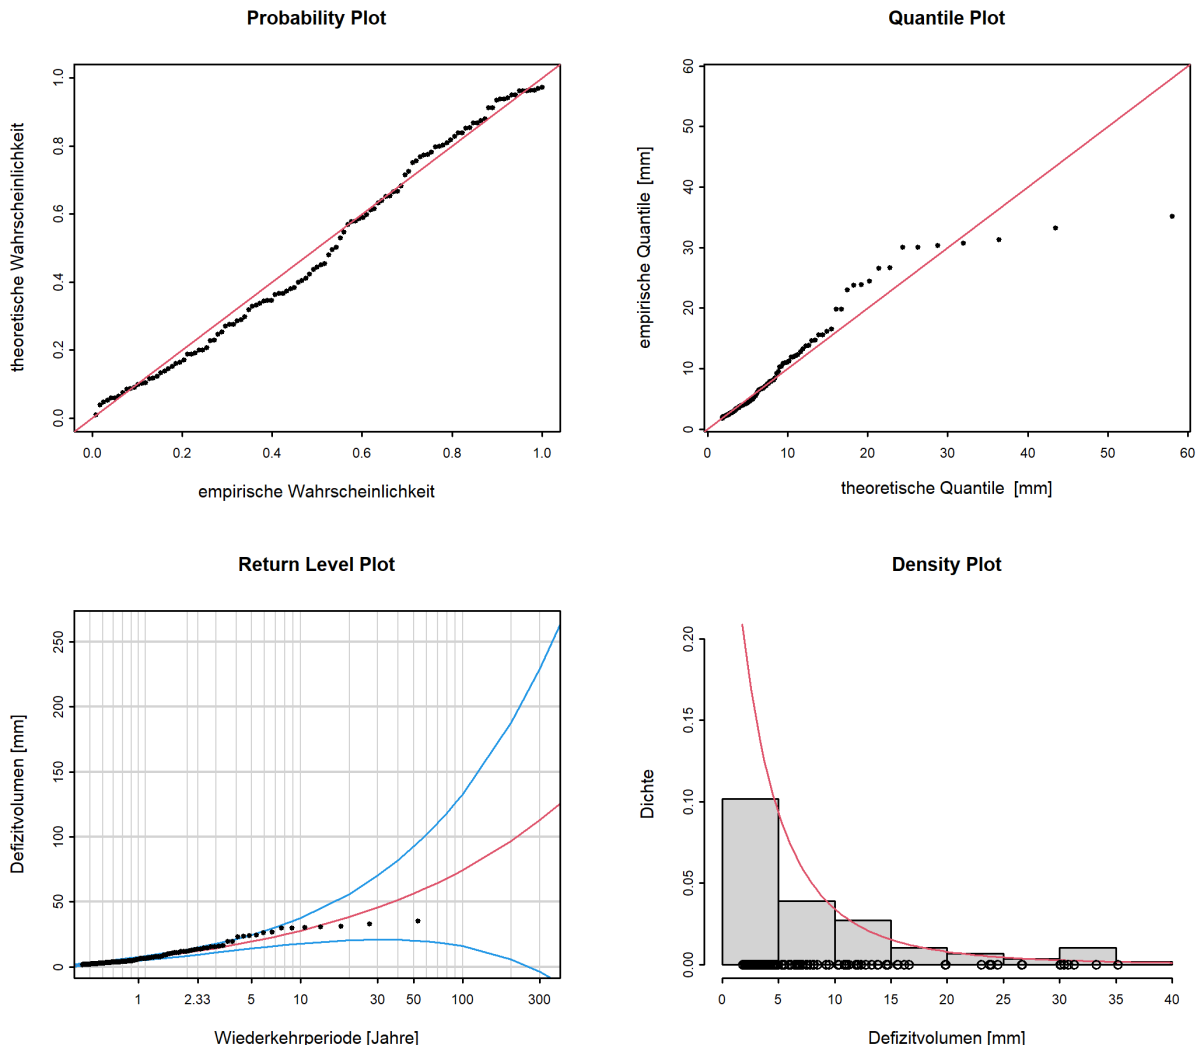 Probability Plot
theoretische Wahrscheinlichkeit
0.0 0.2 0.4 0.6 0.8 1.0
0.0 0.2 0.4 0.6 0.8 1.0
empirische Wahrscheinlichkeit
Quantile Plot
empirische Quantile [mm]
0 10 20 30 40 50 60
0 10 20 30 40 50 60
theoretische Quantile [mm]
Return Level Plot
Defizitvolumen [mm]
0 50 100 150 200 250
1 2.33 5 10 30 50 100 300
Wiederkehrperiode [Jahre]
Density Plot
Dichte
0.00 0.05 0.10 0.15 0.20
0 5 10 15 20 25 30 35 40
Defizitvolumen [mm]